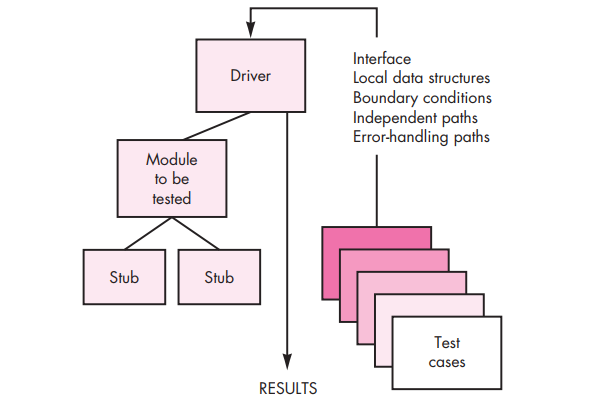 Driver
Interface
Local data structures
Boundary conditions
Independent paths
Error-handling paths
Module
to be
tested
Stub
Stub
Test
cases
RESULTS